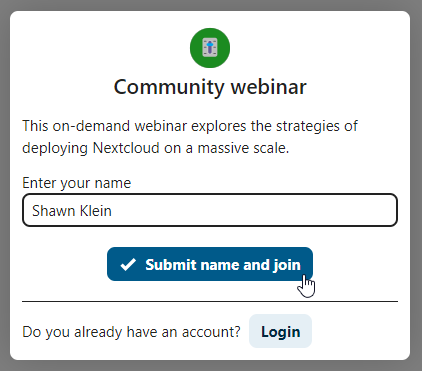 Community webinar
This on-demand webinar explores the strategies of
deploying Nextcloud on a massive scale.
Enter your name
Shawn Klein
Submit name and join
Do you already have an account? Login